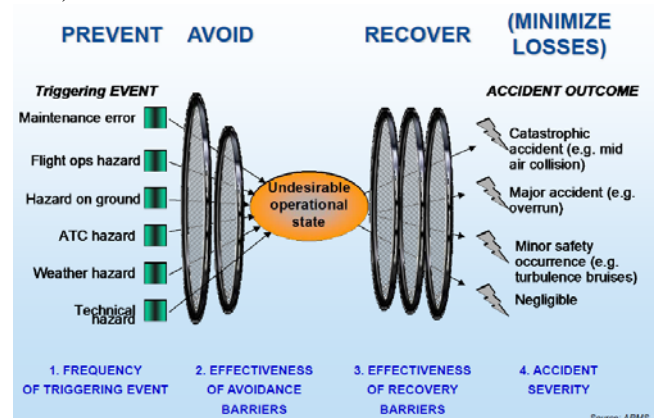 PREVENT
AVOID
RECOVER
(MINIMIZE
LOSSES)
Triggering EVENT
ACCIDENT OUTCOME
Maintenance error
Flight ops hazard
Hazard on ground
ATC hazard
Weather hazard
Technical
hazard
Undesirable
operational
state
Catastrophic
accident (e.g. mid
air collision)
Major accident (e.g.
overrun)
Minor safety
occurrence (e.g.
turbulence bruises)
Negligible
1. FREQUENCY
OF TRIGGERING EVENT
2. EFFECTIVENESS
OF AVOIDANCE
BARRIERS
3. EFFECTIVENESS
OF RECOVERY
BARRIERS
4. ACCIDENT
SEVERITY